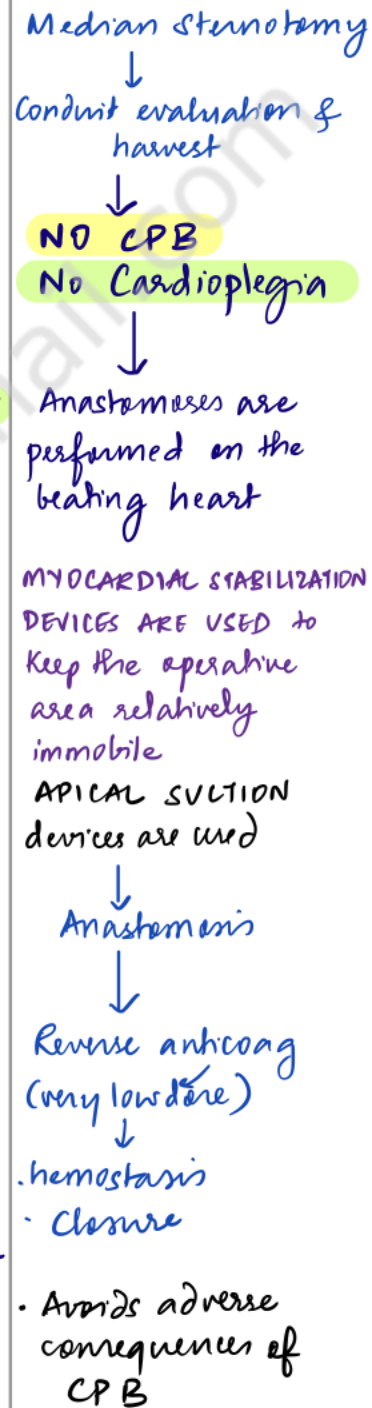 Median Sternotomy
↓
Conduit evaluation &
harvest
↓
NO CPB
No Cardioplegia
↓
Anastomoses are
performed on the
beating heart
MYOCARDIAL STABILIZATION
DEVICES ARE USED to
Keep the operative
area relatively
immobile
APICAL SUCTION
devices are used
↓
Anastomosis
↓
Reverse anticoag
(very low dose)
↓
. hemostasis
· Closure
· Avoids adverse
consequences of
CPB
ail.com